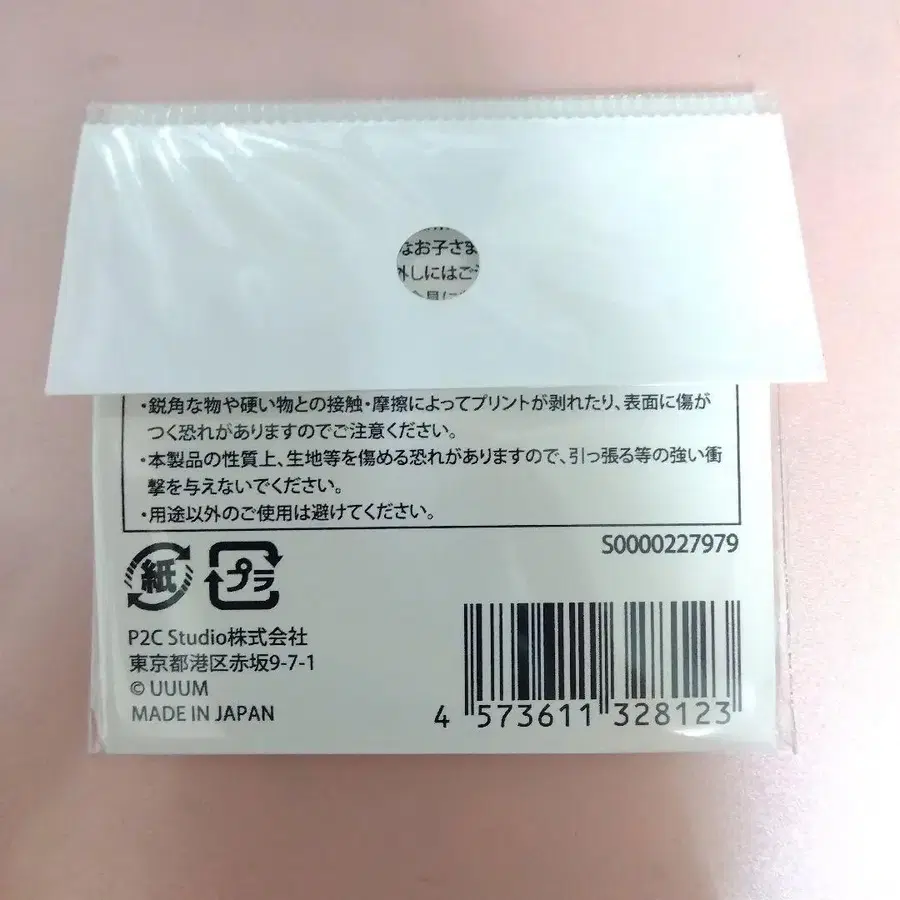 なお子さま
外しにはご
・鋭角な物や硬い物との接触・摩擦によってプリントが剥れたり、表面に傷が
つく恐れがありますのでご注意ください。
・本製品の性質上、生地等を傷める恐れがありますので、引っ張る等の強い衝
撃を与えないでください。
・用途以外のご使用は避けてください。
S0000227979
紙 プラ
P2C Studio株式会社
東京都港区赤坂9-7-1
© UUUM
MADE IN JAPAN
4 573611 328123